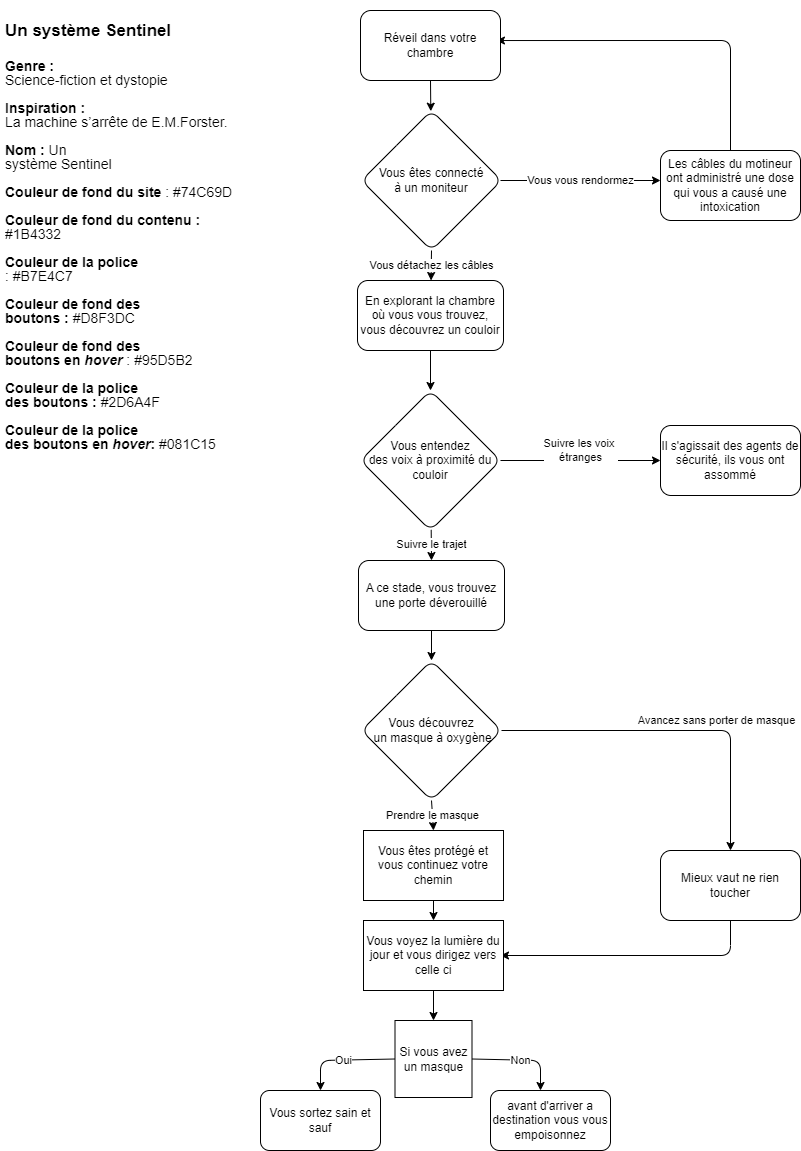 Un système Sentinel
Genre :
Science-fiction et dystopie
Inspiration :
La machine s'arrête de E.M.Forster.
Nom : Un
système Sentinel
Couleur de fond du site : #74C69D
Couleur de fond du contenu :
#1B4332
Couleur de la police
: #B7E4C7
Couleur de fond des
boutons : #D8F3DC
Couleur de fond des
boutons en hover : #95D5B2
Couleur de la police
des boutons : #2D6A4F
Couleur de la police
des boutons en hover: #081C15
Réveil dans votre
chambre
Vous êtes connecté
à un moniteur
Vous vous rendormez
Les câbles du motineur
ont administré une dose
qui vous a causé une
intoxication
Vous détachez les câbles
En explorant la chambre
où vous vous trouvez,
vous découvrez un couloir
Vous entendez
des voix à proximité du
couloir
Suivre les voix
étranges
Il s'agissait des agents de
sécurité, ils vous ont
assommé
Suivre le trajet
A ce stade, vous trouvez
une porte déverouillé
Vous découvrez
un masque à oxygène
Avancez sans porter de masque
Prendre le masque
Vous êtes protégé et
vous continuez votre
chemin
Mieux vaut ne rien
toucher
Vous voyez la lumière du
jour et vous dirigez vers
celle ci
Si vous avez
un masque
Oui
Non
Vous sortez sain et
sauf
avant d'arriver a
destination vous vous
empoisonnez